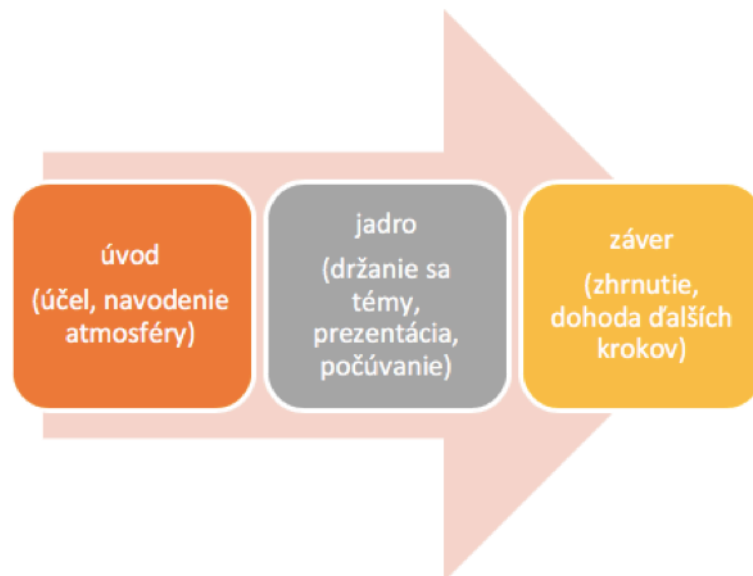 úvod
(účel, navodenie
atmosféry)
jadro
(držanie sa
témy,
prezentácia,
počúvanie)
záver
(zhrnutie,
dohoda ďalších
krokov)